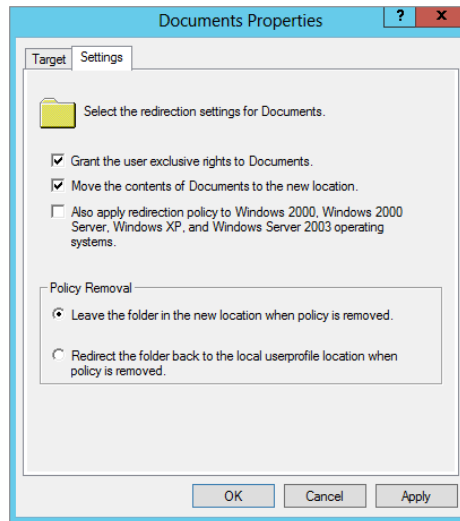 Documents Properties
?
x
Target
Settings
Select the redirection settings for Documents.
Grant the user exclusive rights to Documents.
Move the contents of Documents to the new location.
Also apply redirection policy to Windows 2000, Windows 2000
Server, Windows XP, and Windows Server 2003 operating
systems.
Policy Removal
Leave the folder in the new location when policy is removed.
Redirect the folder back to the local userprofile location when
policy is removed.
OK
Cancel
Apply